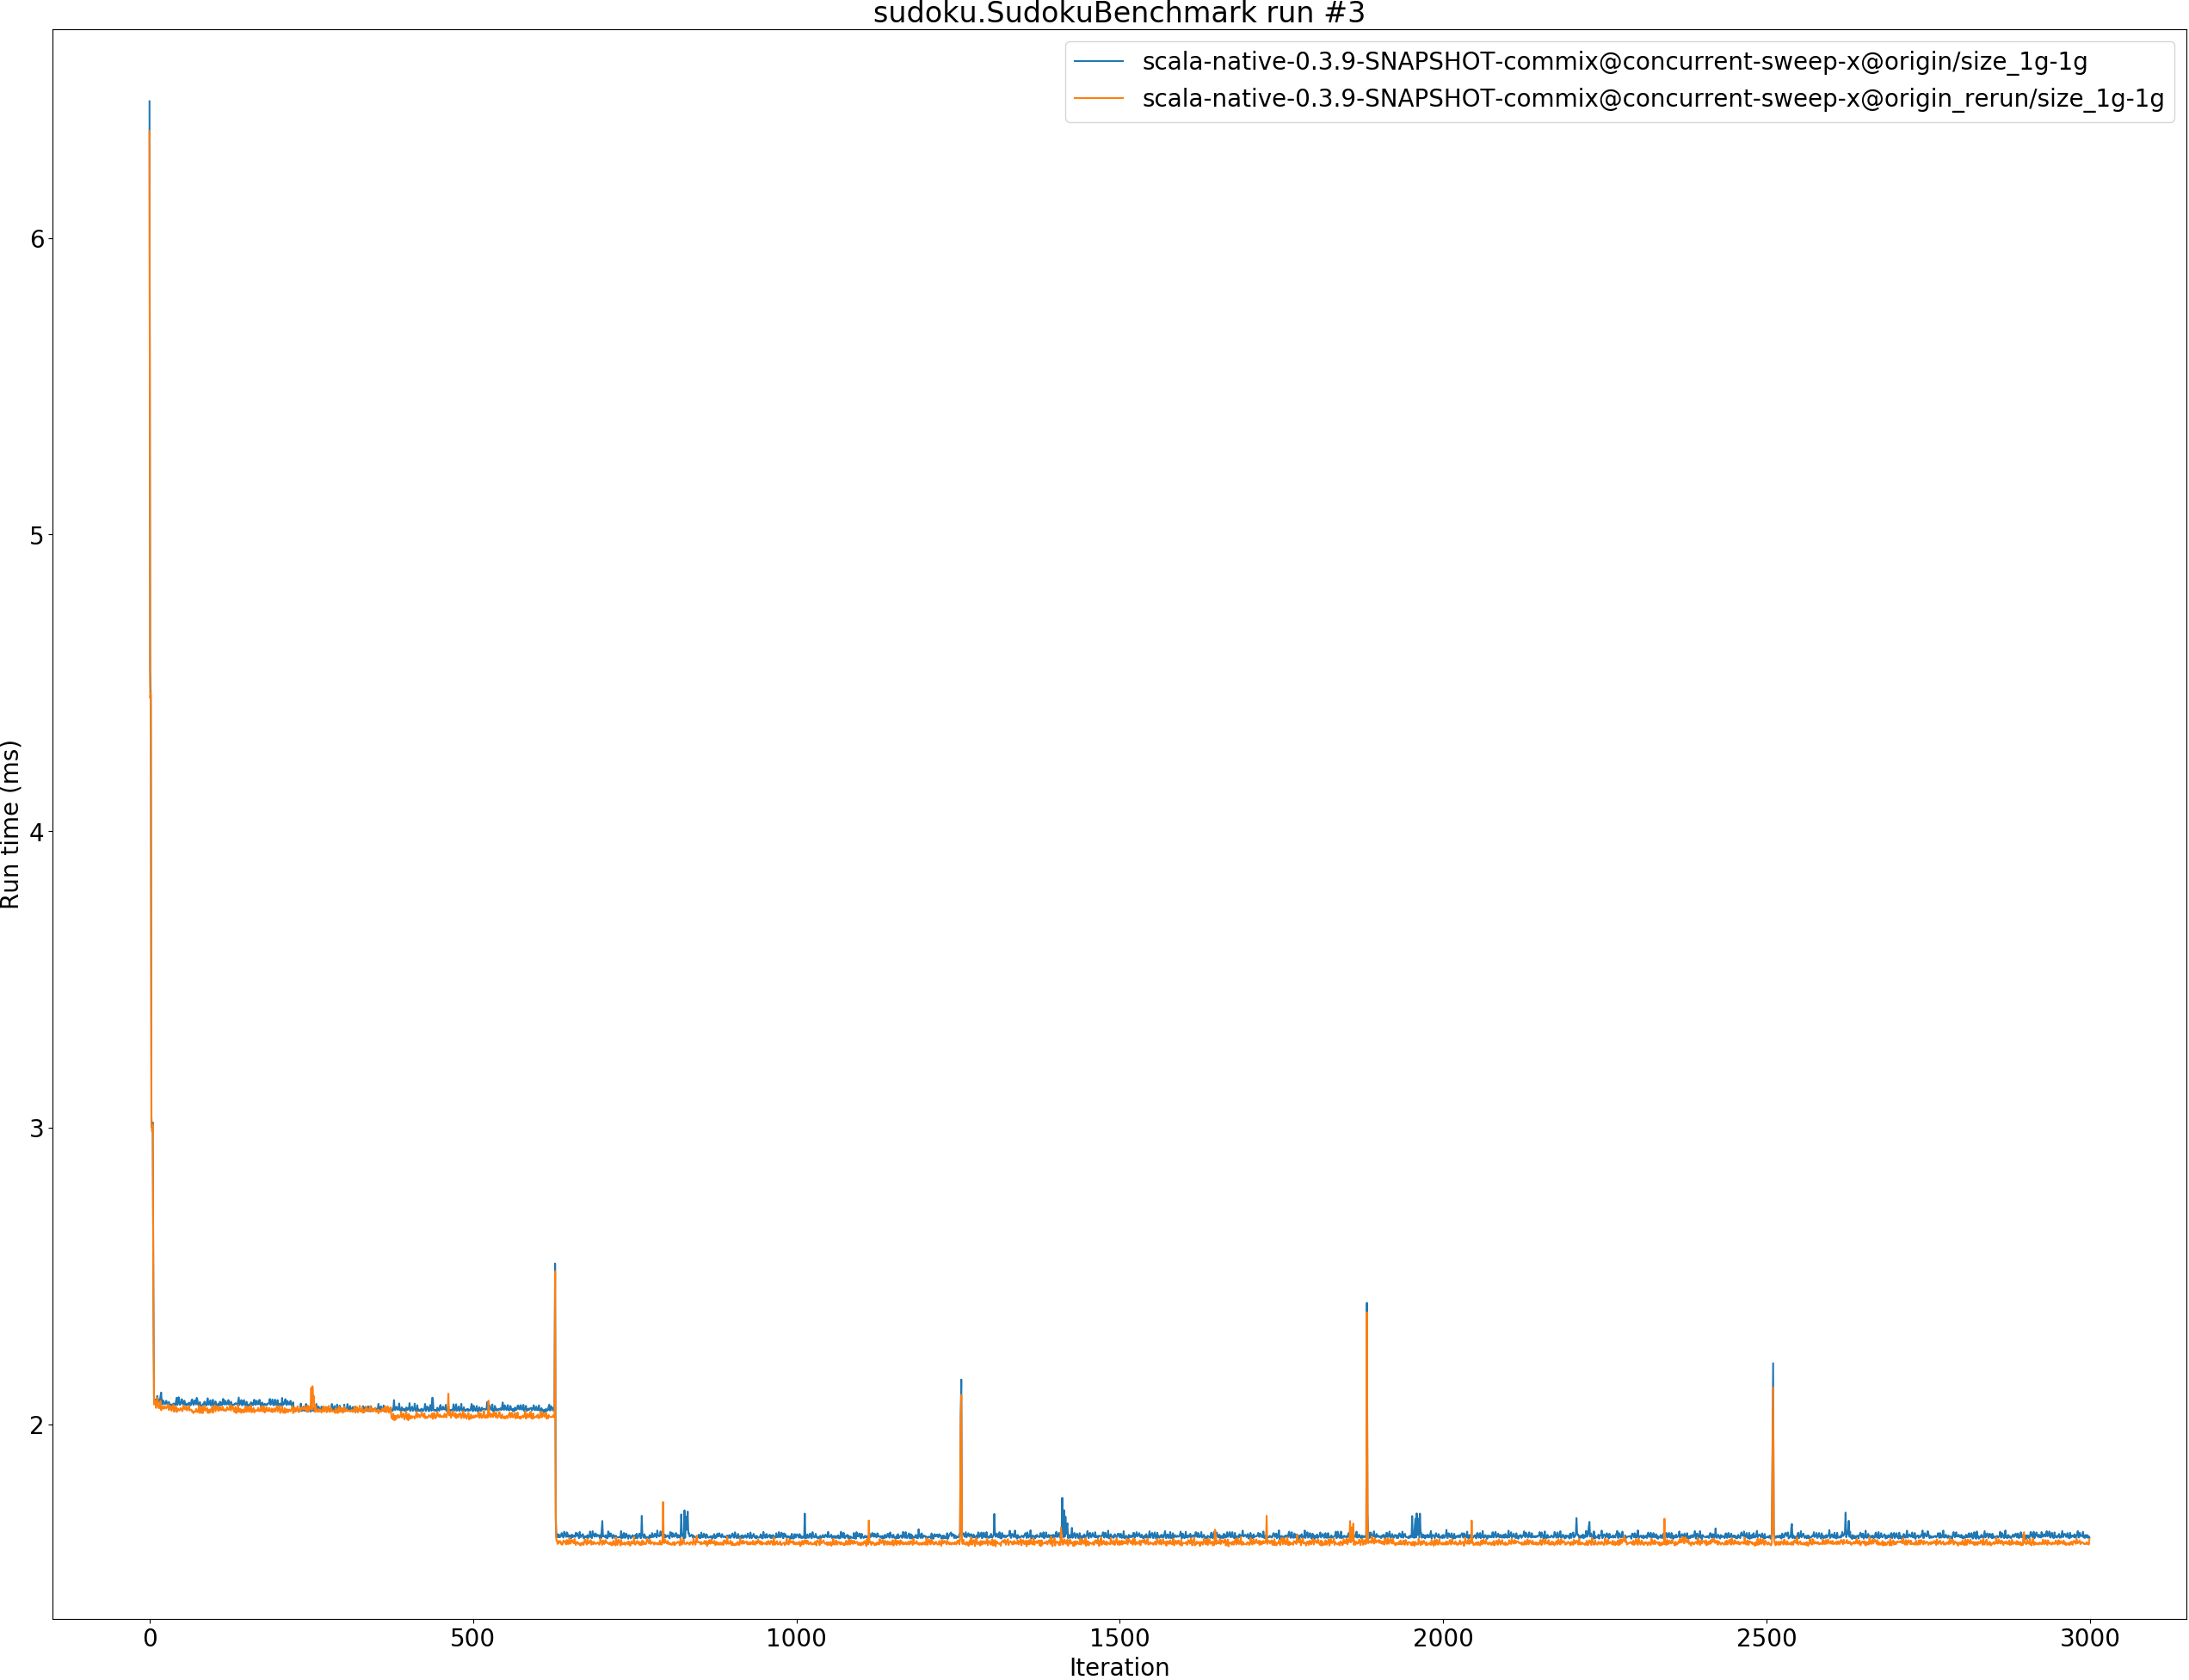 sudoku.SudokuBenchmark run #3
scala-native-0.3.9-SNAPSHOT-commix@concurrent-sweep-x@origin/size_1g-1g
scala-native-0.3.9-SNAPSHOT-commix@concurrent-sweep-x@origin_rerun/size_1g-1g
Run time (ms)
6
5
4
3
2
0 500 1000 1500 2000 2500 3000
Iteration